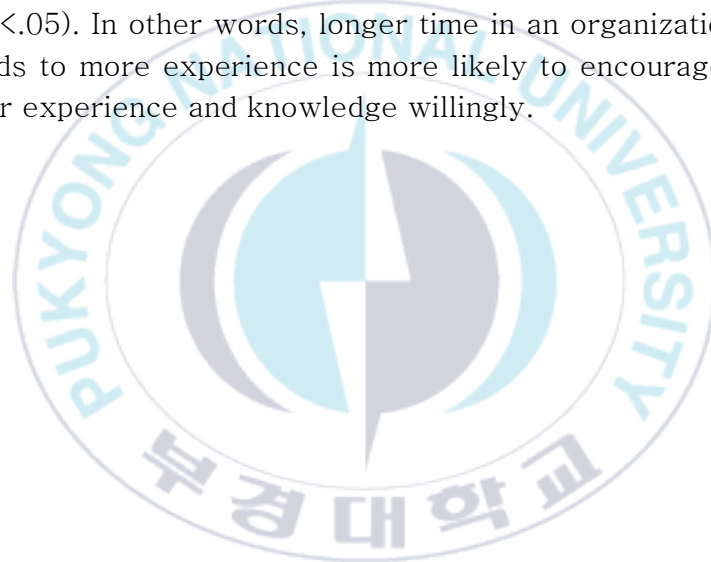 <.05). In other words, longer time in an organizatio
ds to more experience is more likely to encourage
r experience and knowledge willingly.
PUKYONG NATIONAL UNIVERSITY
부경대학교